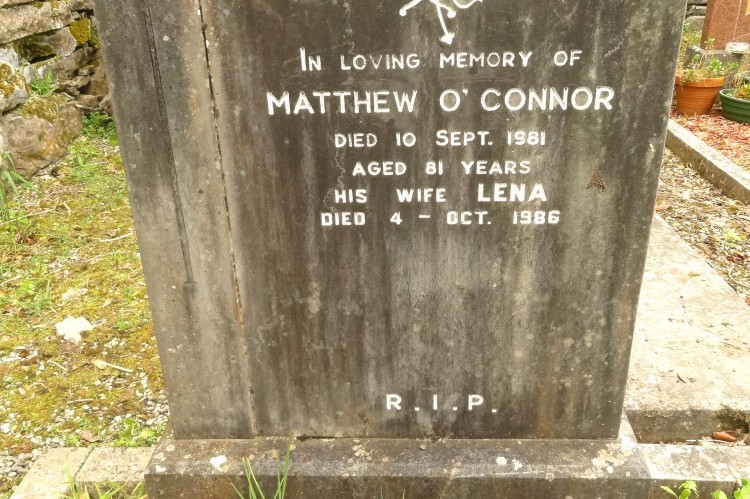 IN LOVING MEMORY OF
MATTHEW O'CONNOR
DIED 10 SEPT. 1981
AGED 81 YEARS
HIS WIFE LENA
DIED 4 - OCT. 1986
R.I.P.